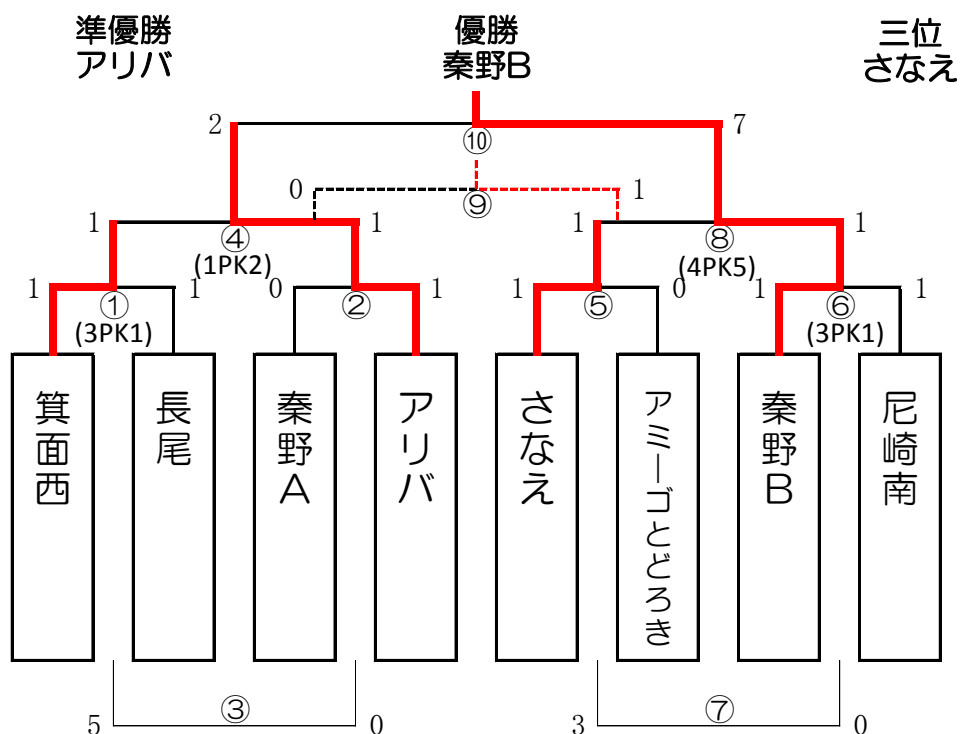 準優勝
アリバ
優勝
秦野B
三位
さなえ
2
7
⑩
0
1
⑨
1
1
1
1
④
⑧
(1PK2)
(4PK5)
1
1
0
1
1
0
1
1
①
②
⑤
⑥
(3PK1)
(3PK1)
箕面西
長尾
秦野A
アリバ
さなえ
アミーゴとどろき
秦野B
尼崎南
③
⑦
5
0
3
0